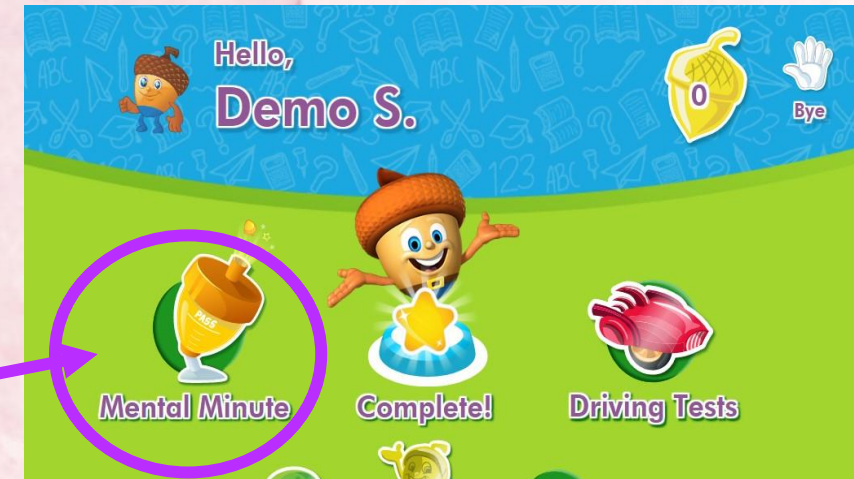 Hello,
Demo S.
0
Bye
PASS
Mental Minute
Complete!
Driving Tests